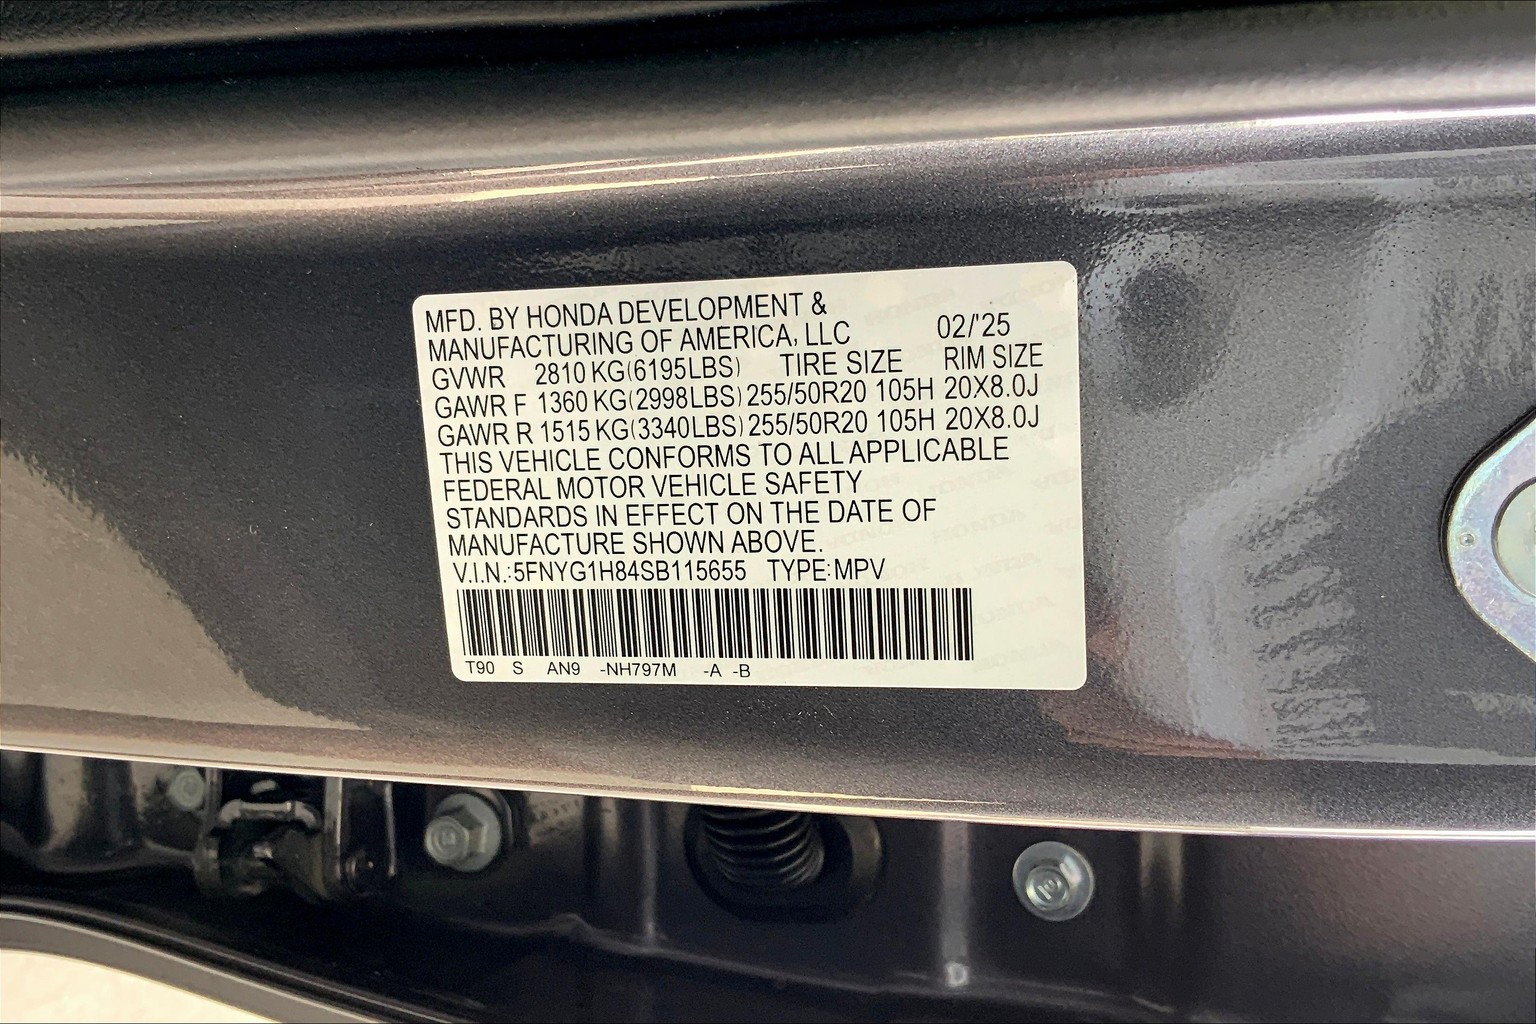 MFD. BY HONDA DEVELOPMENT &
MANUFACTURING OF AMERICA, LLC 02/'25
GVWR 2810 KG(6195LBS) TIRE SIZE RIM SIZE
GAWR F 1360 KG(2998LBS) 255/50R20 105H 20X8.0J
GAWR R 1515 KG(3340LBS) 255/50R20 105H 20X8.0J
THIS VEHICLE CONFORMS TO ALL APPLICABLE
FEDERAL MOTOR VEHICLE SAFETY
STANDARDS IN EFFECT ON THE DATE OF
MANUFACTURE SHOWN ABOVE.
V.I.N.:5FNYG1H84SB115655 TYPE:MPV
T90 S AN9 -NH797M -A -B